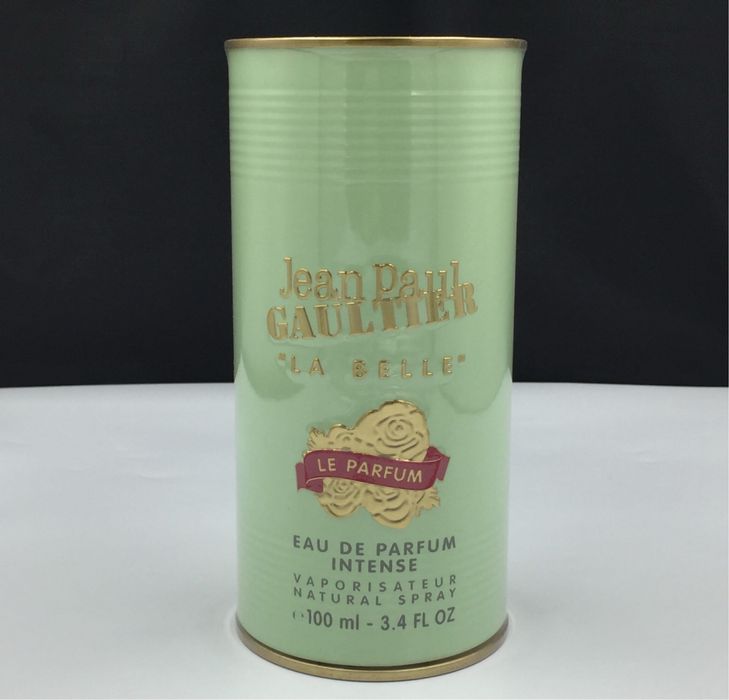 Jean Paul
GAULTIER
"LA BELLE"
LE PARFUM
EAU DE PARFUM
INTENSE
VAPORISATEUR
NATURAL SPRAY
℮ 100 ml - 3.4 FL OZ